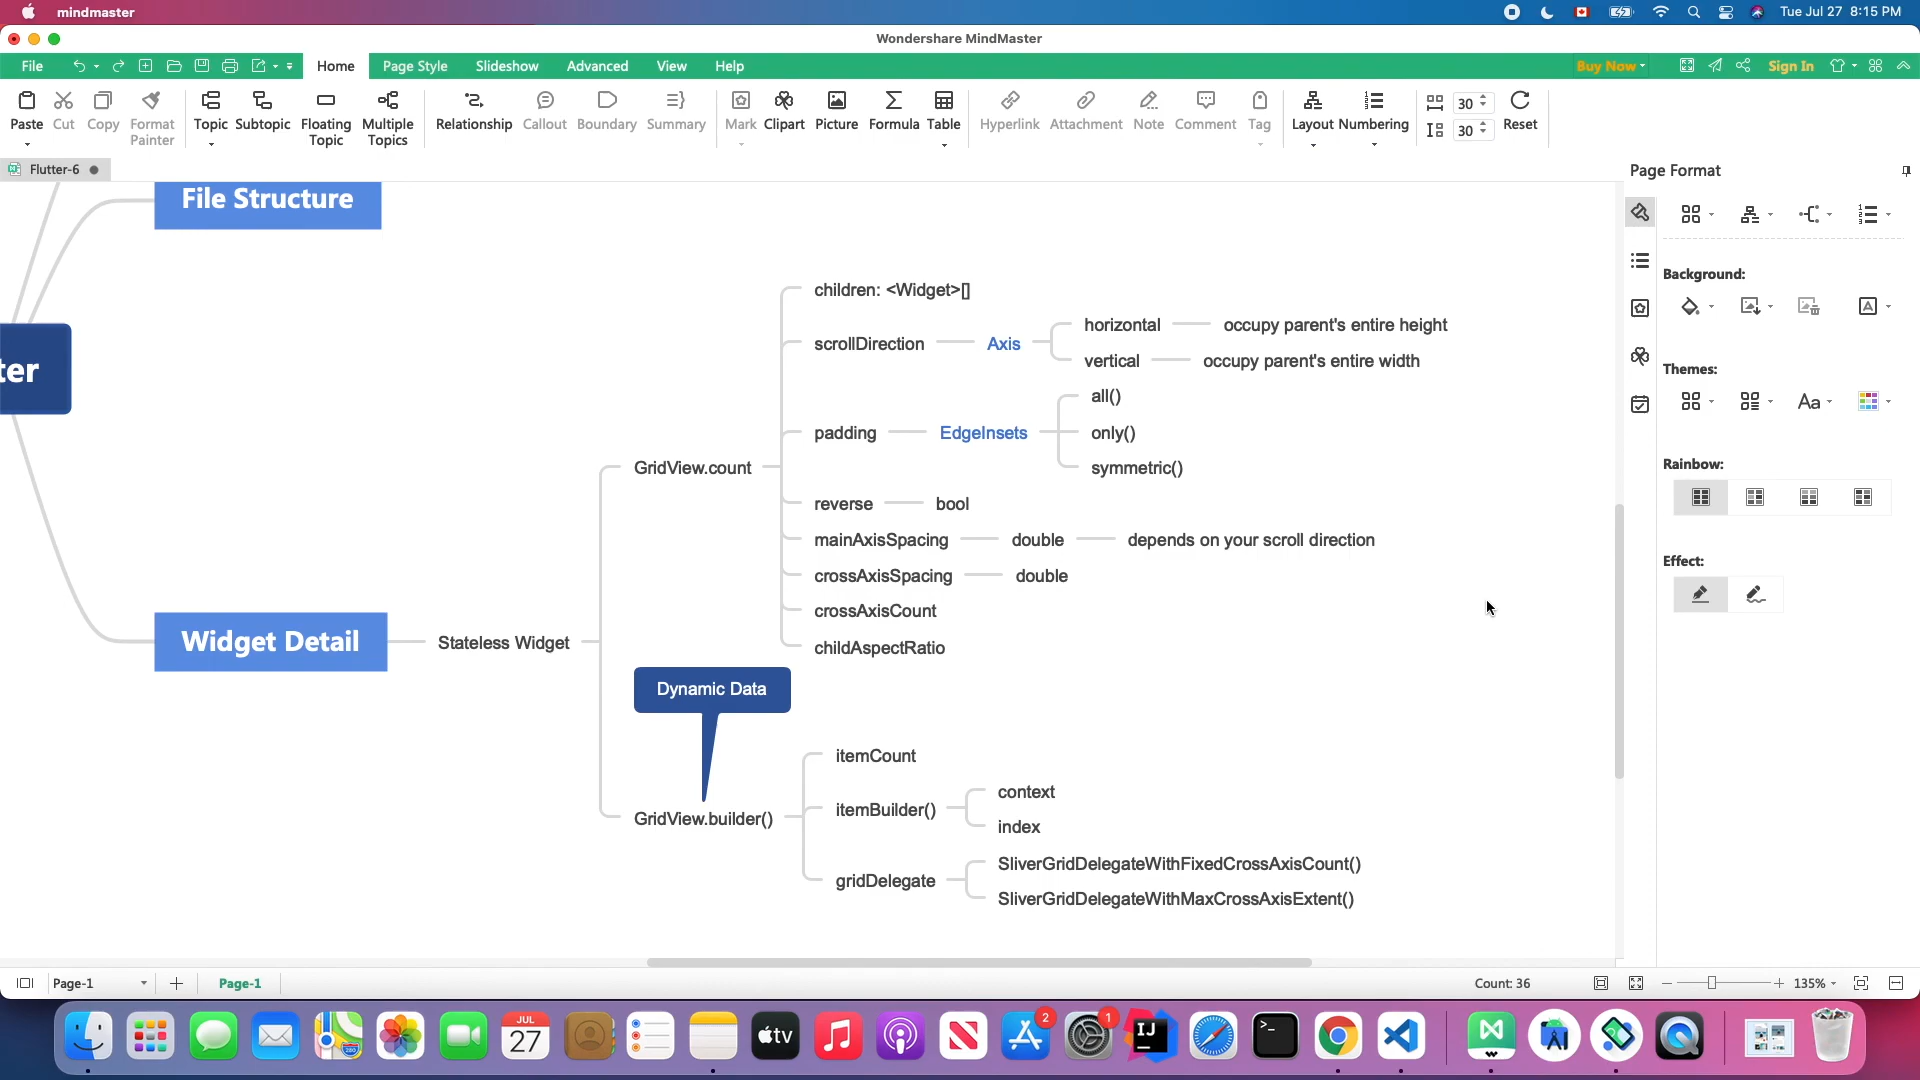 mindmaster
Tue Jul 27 8:15 PM
Wondershare MindMaster
File
Home
Page Style
Slideshow
Advanced
View
Help
Buy Now
Sign In
Paste
Cut
Copy
Format Painter
Topic
Subtopic
Floating Topic
Multiple Topics
Relationship
Callout
Boundary
Summary
Mark
Clipart
Picture
Formula
Table
Hyperlink
Attachment
Note
Comment
Tag
Layout
Numbering
30
30
Reset
Flutter-6
Page Format
File Structure
ter
Background:
Themes:
Aa
Rainbow:
Effect:
children: <Widget>[]
scrollDirection
Axis
horizontal
occupy parent's entire height
vertical
occupy parent's entire width
padding
EdgeInsets
all()
only()
symmetric()
GridView.count
reverse
bool
mainAxisSpacing
double
depends on your scroll direction
crossAxisSpacing
double
crossAxisCount
childAspectRatio
Widget Detail
Stateless Widget
Dynamic Data
GridView.builder()
itemCount
itemBuilder()
context
index
gridDelegate
SliverGridDelegateWithFixedCrossAxisCount()
SliverGridDelegateWithMaxCrossAxisExtent()
Page-1
Page-1
Count: 36
135%
JUL
27
tv
2
1
IJ